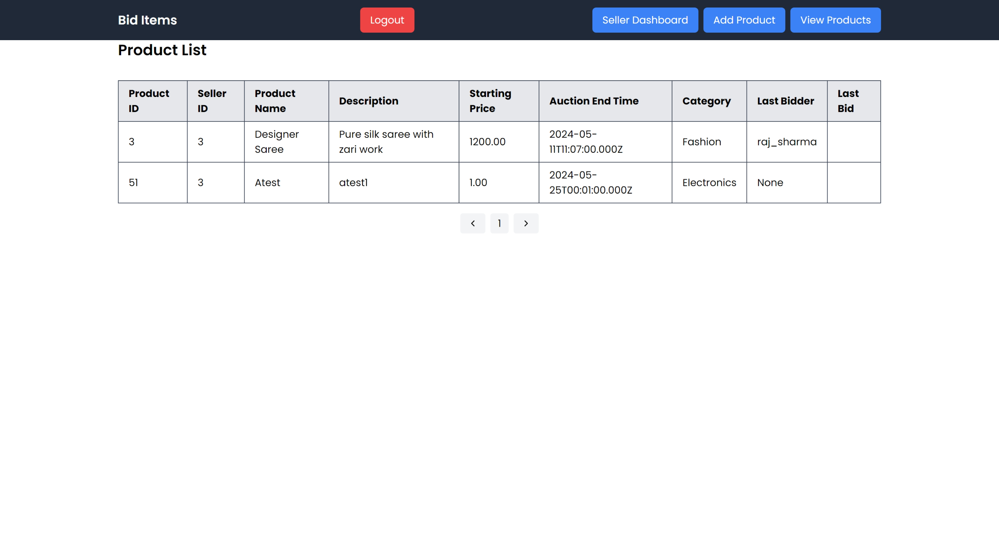 Bid Items
Logout
Seller Dashboard
Add Product
View Products
Product List
Product ID
Seller ID
Product Name
Description
Starting Price
Auction End Time
Category
Last Bidder
Last Bid
3
3
Designer
Saree
Pure silk saree with
zari work
1200.00
2024-05-
11T11:07:00.000Z
Fashion
raj_sharma
51
3
Atest
atest1
1.00
2024-05-
25T00:01:00.000Z
Electronics
None
1